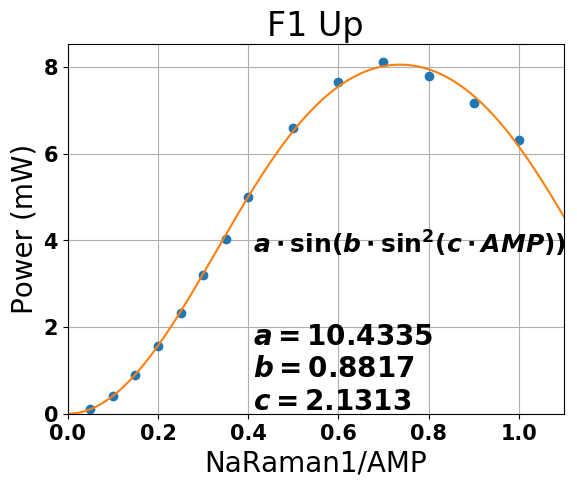 F1 Up
Power (mW)
8
6
4
2
0
a · sin(b · sin²(c · AMP))
a = 10.4335
b = 0.8817
c = 2.1313
0.0 0.2 0.4 0.6 0.8 1.0
NaRaman1/AMP